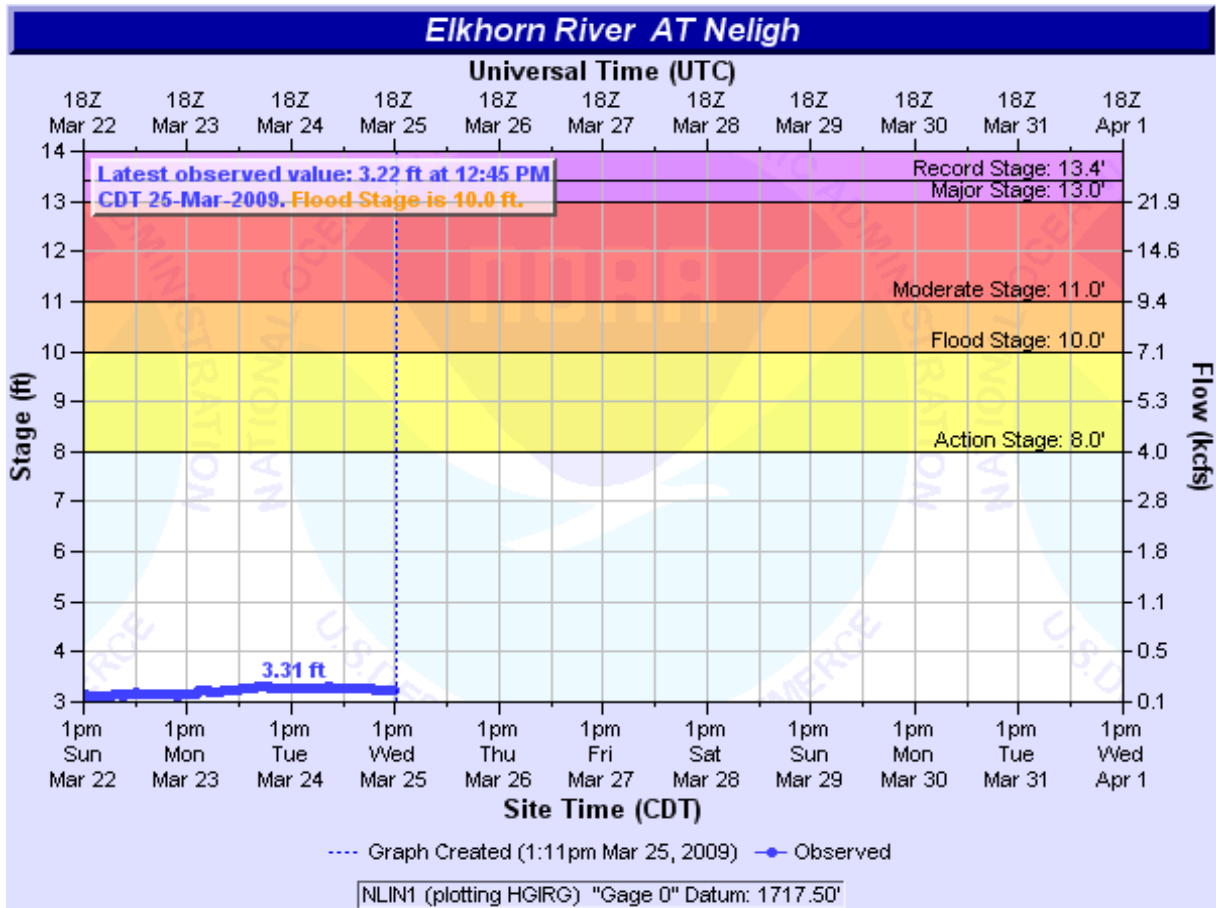 Elkhorn River AT Neligh
Universal Time (UTC)
18Z 18Z 18Z 18Z 18Z 18Z 18Z 18Z 18Z 18Z 18Z
Mar 22 Mar 23 Mar 24 Mar 25 Mar 26 Mar 27 Mar 28 Mar 29 Mar 30 Mar 31 Apr 1
Latest observed value: 3.22 ft at 12:45 PM
CDT 25-Mar-2009. Flood Stage is 10.0 ft.
Stage (ft)
14
13
12
11
10
9
8
7
6
5
4
3
Record Stage: 13.4'
Major Stage: 13.0'
Moderate Stage: 11.0'
Flood Stage: 10.0'
Action Stage: 8.0'
3.31 ft
NOAA
21.9
14.6
9.4
7.1
5.3
4.0
2.8
1.8
1.1
0.5
0.1
Flow (kcfs)
1pm 1pm 1pm 1pm 1pm 1pm 1pm 1pm 1pm 1pm 1pm
Sun Mon Tue Wed Thu Fri Sat Sun Mon Tue Wed
Mar 22 Mar 23 Mar 24 Mar 25 Mar 26 Mar 27 Mar 28 Mar 29 Mar 30 Mar 31 Apr 1
Site Time (CDT)
Graph Created (1:11pm Mar 25, 2009) Observed
NLIN1 (plotting HGIRG) "Gage 0" Datum: 1717.50'